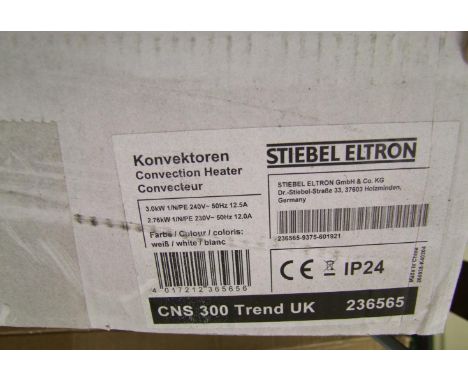 Konvektoren
Convection Heater
Convecteur
3.0kW 1/N/PE 240V~ 50Hz 12.5A
2.76kW 1/N/PE 230V~ 50Hz 12.0A
Farbe / Colour / coloris:
weiß / white / blanc
4 017212 365656
STIEBEL ELTRON
STIEBEL ELTRON GmbH & Co. KG
Dr.-Stiebel-Straße 33, 37603 Holzminden,
Germany
236565-9375-601921
CE IP24
Made in China
CNS 300 Trend UK 236565